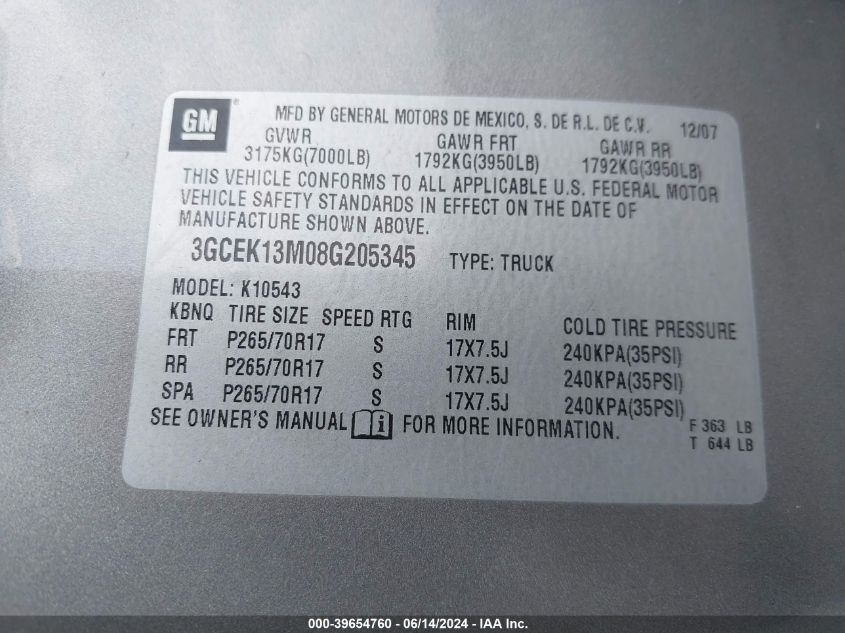 GM ® MFD BY GENERAL MOTORS DE MEXICO, S. DE R.L. DE C.V. 12/07
GVWR GAWR FRT GAWR RR
3175KG(7000LB) 1792KG(3950LB) 1792KG(3950LB)
THIS VEHICLE CONFORMS TO ALL APPLICABLE U.S. FEDERAL MOTOR
VEHICLE SAFETY STANDARDS IN EFFECT ON THE DATE OF
MANUFACTURE SHOWN ABOVE.
3GCEK13M08G205345 TYPE: TRUCK
MODEL: K10543
KBNQ TIRE SIZE SPEED RTG RIM COLD TIRE PRESSURE
FRT P265/70R17 S 17X7.5J 240KPA(35PSI)
RR P265/70R17 S 17X7.5J 240KPA(35PSI)
SPA P265/70R17 S 17X7.5J 240KPA(35PSI)
SEE OWNER'S MANUAL i FOR MORE INFORMATION. F 363 LB
T 644 LB
000-39654760 - 06/14/2024 - IAA Inc.